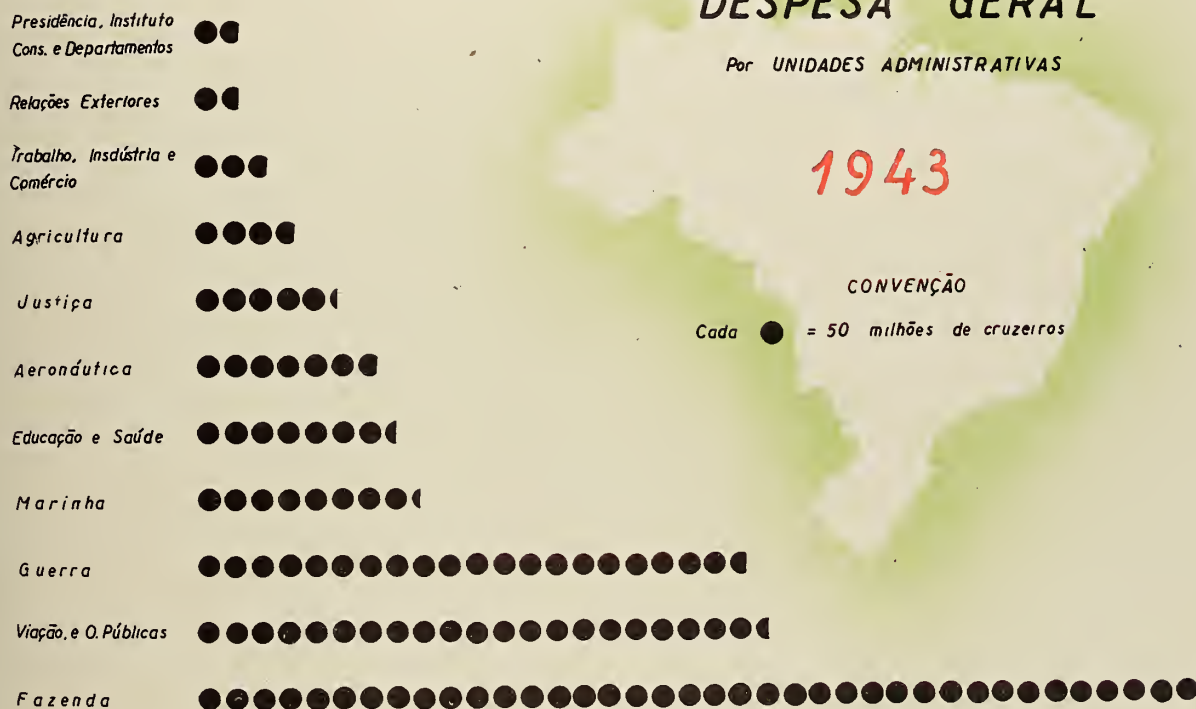 DESPESA GERAL
Por UNIDADES ADMINISTRATIVAS
1943
CONVENÇÃO
Cada = 50 milhões de cruzeiros
Presidência, Instituto
Cons. e Departamentos
Relações Exteriores
Trabalho, Insdústria e
Comércio
Agricultura
Justiça
Aeronáutica
Educação e Saúde
Marinha
Guerra
Viação, e O. Públicas
Fazenda